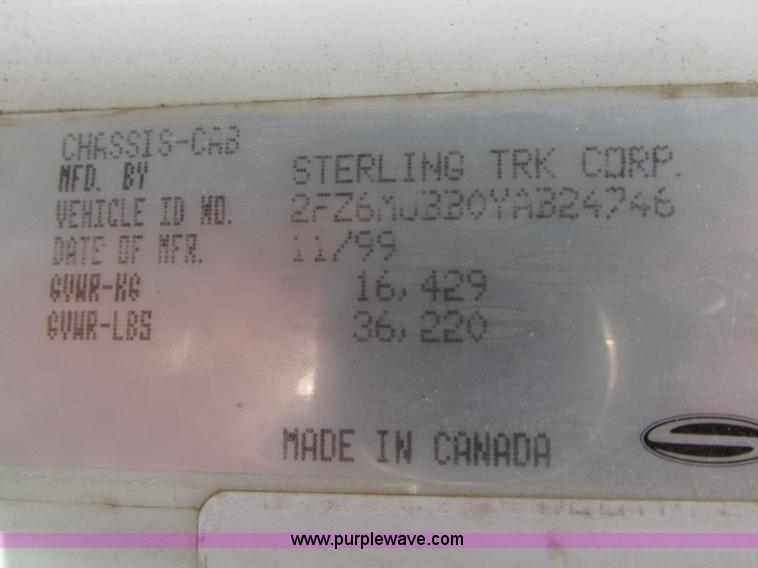 CHASSIS-CAB
MFD. BY STERLING TRK CORP.
VEHICLE ID NO. 2FZ6MJBB0YAB24746
DATE OF MFR. 11/99
GVWR-KG 16,429
GVWR-LBS 36,220
MADE IN CANADA
www.purplewave.com